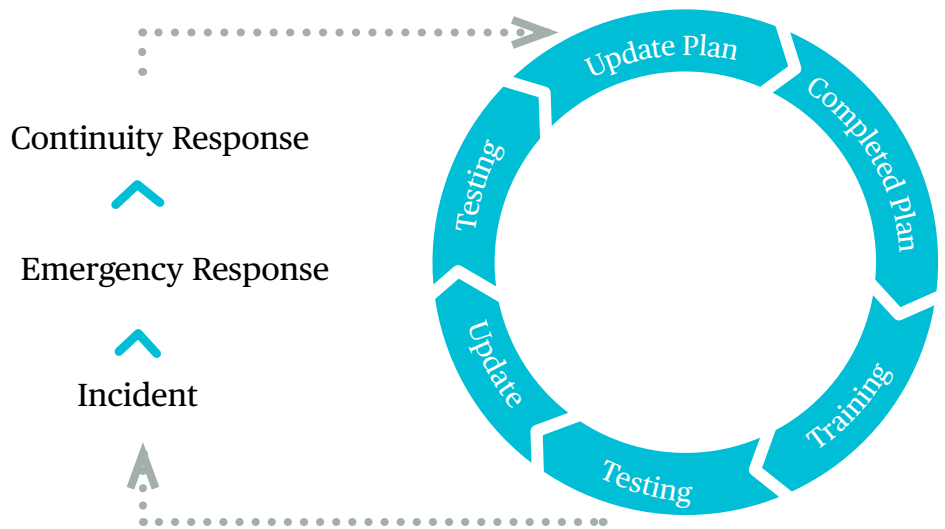 Update Plan
Completed Plan
Training
Testing
Update
Testing
Continuity Response
Emergency Response
Incident